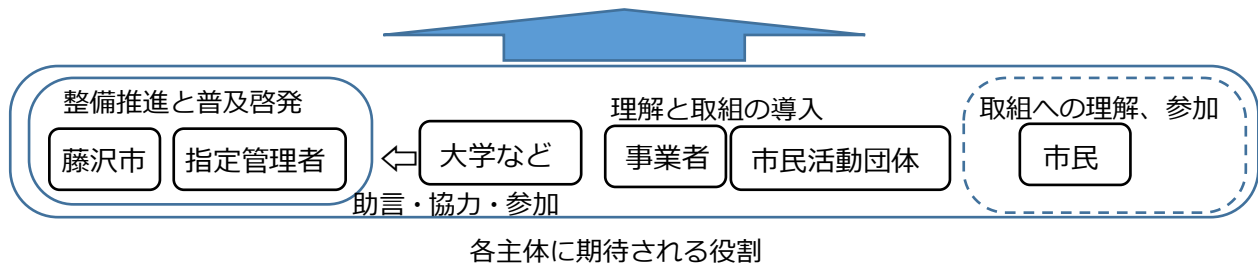 整備推進と普及啓発
藤沢市
指定管理者
大学など
助言・協力・参加
理解と取組の導入
事業者
市民活動団体
取組への理解、参加
市民
各主体に期待される役割